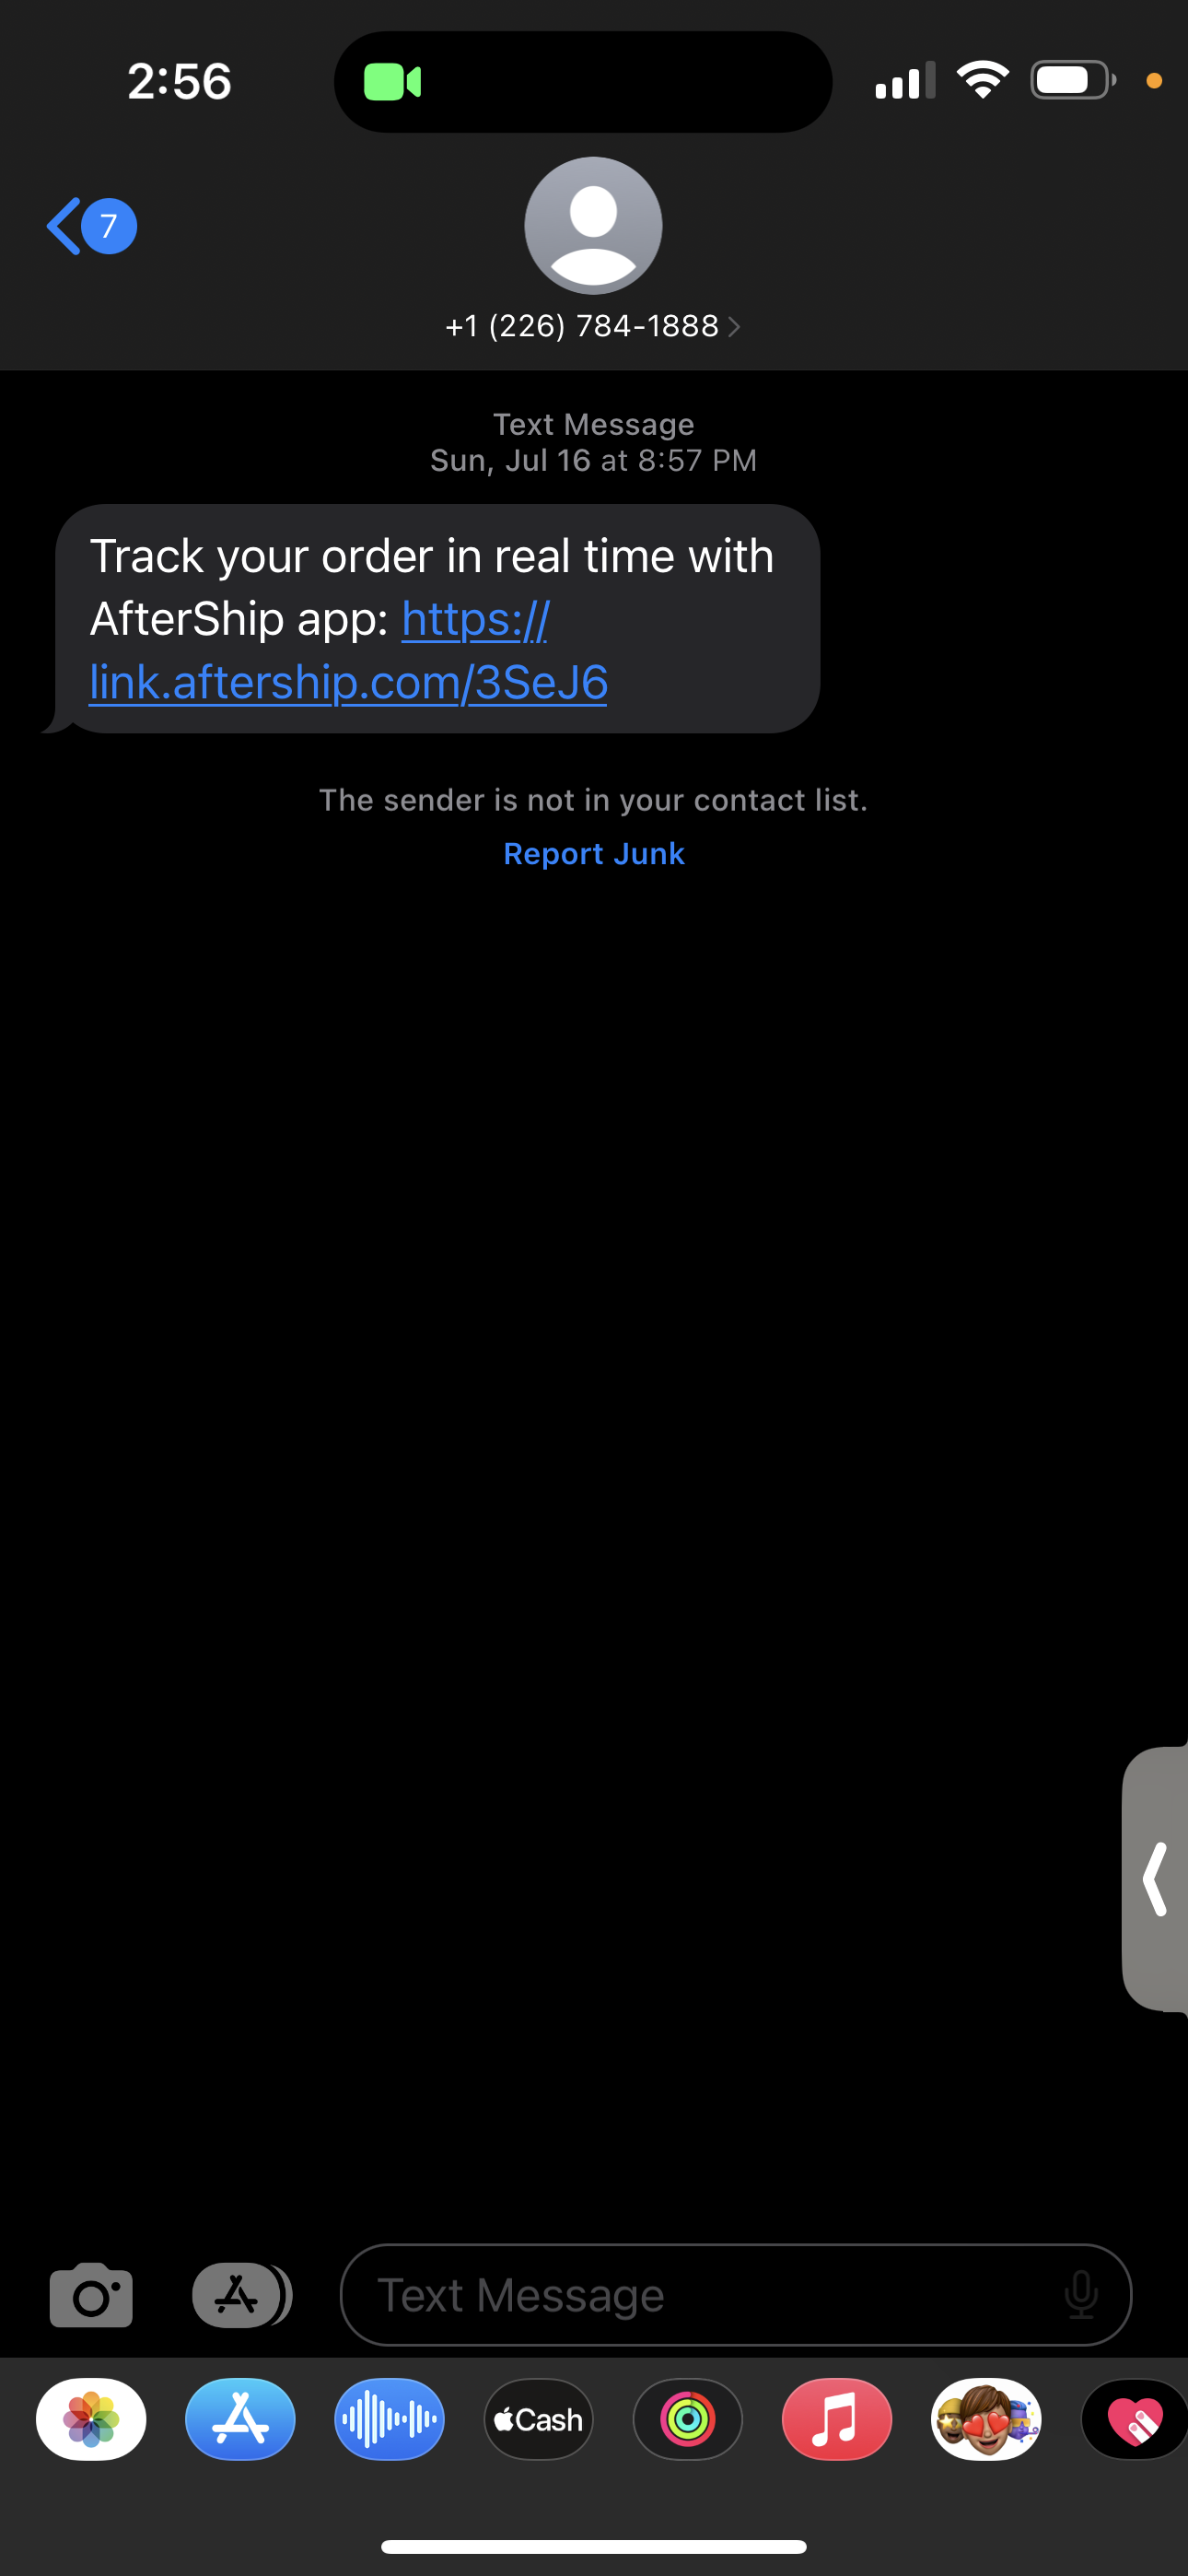 2:56
7
+1 (226) 784-1888
Text Message
Sun, Jul 16 at 8:57 PM
Track your order in real time with
AfterShip app: https://
link.aftership.com/3SeJ6
The sender is not in your contact list.
Report Junk
Text Message
Cash